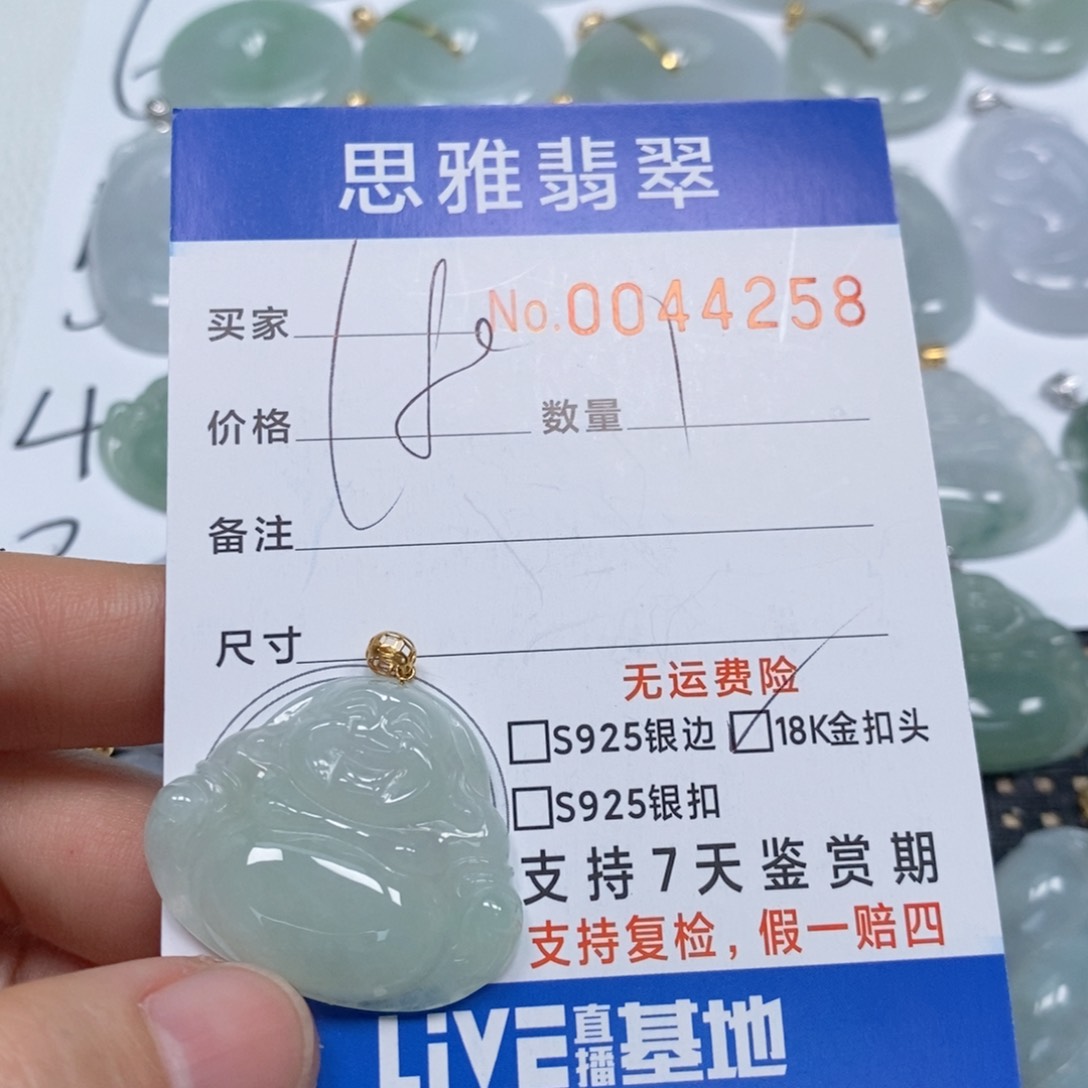 思雅翡翠
买家 No.0044258
价格 数量 1
备注
尺寸
无运费险
S925银边 18K金扣头
S925银扣
支持7天鉴赏期
支持复检，假一赔四
LiVE直播基地
4